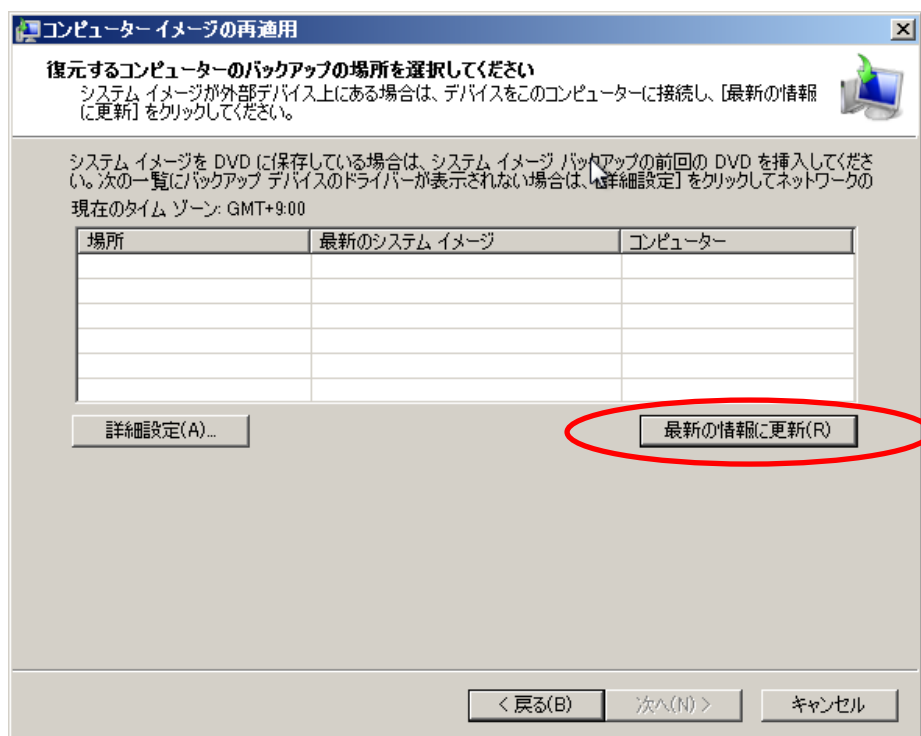 コンピューター イメージの再適用
復元するコンピューターのバックアップの場所を選択してください
システム イメージが外部デバイス上にある場合は、デバイスをこのコンピューターに接続し、[最新の情報
に更新] をクリックしてください。
システム イメージを DVD に保存している場合は、システム イメージ バックアップの前回の DVD を挿入してくださ
い。次の一覧にバックアップ デバイスのドライバーが表示されない場合は、[詳細設定] をクリックしてネットワークの
現在のタイム ゾーン: GMT+9:00
場所 最新のシステム イメージ コンピューター
詳細設定(A)... 最新の情報に更新(R)
< 戻る(B) 次へ(N) > キャンセル